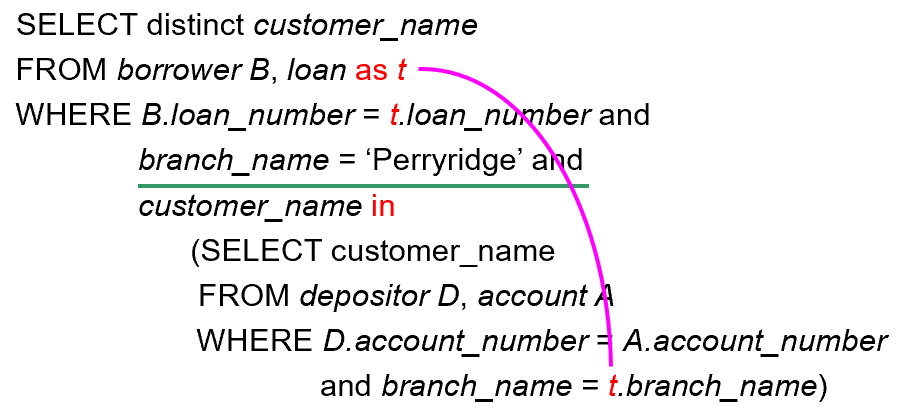 SELECT distinct customer_name
FROM borrower B, loan as t
WHERE B.loan_number = t.loan_number and
branch_name = ‘Perryridge’ and
customer_name in
(SELECT customer_name
FROM depositor D, account A
WHERE D.account_number = A.account_number
and branch_name = t.branch_name)